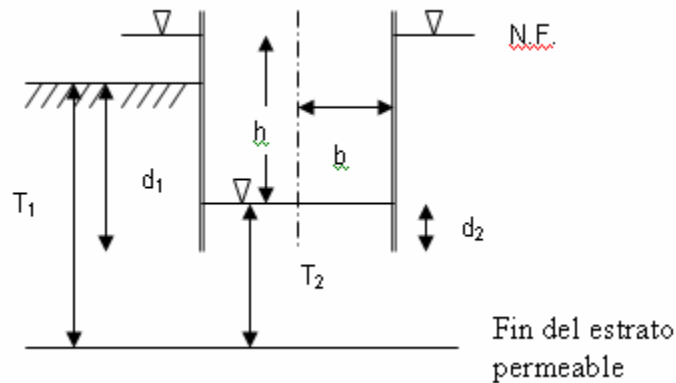 N.F.
h
b
d₁
T₁
d₂
T₂
Fin del estrato
permeable